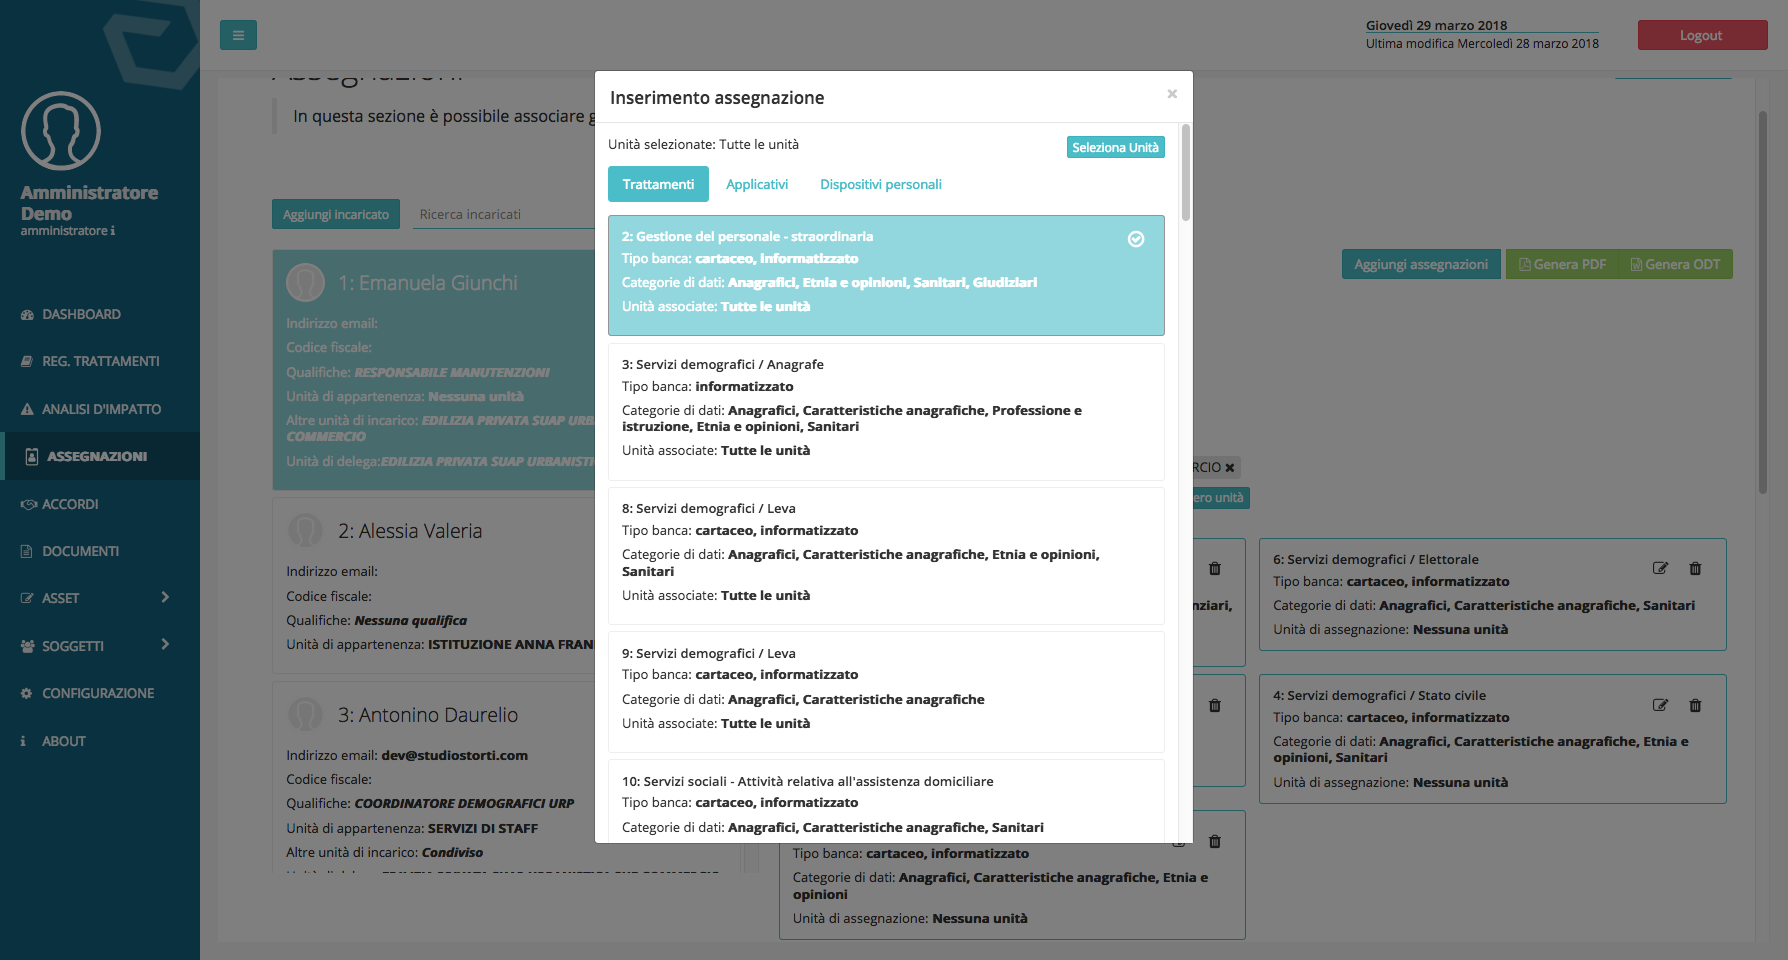 Amministratore
Demo
amministratore
DASHBOARD
REG. TRATTAMENTI
ANALISI D'IMPATTO
ASSEGNAZIONI
ACCORDI
DOCUMENTI
ASSET
SOGGETTI
CONFIGURAZIONE
ABOUT
Giovedì 29 marzo 2018
Ultima modifica Mercoledì 28 marzo 2018
Logout
Assegnazioni
In questa sezione è possibile associare
Aggiungi incaricato
Ricerca incaricati
1: Emanuela Giunchi
Indirizzo email:
Codice fiscale:
Qualifiche: RESPONSABILE MANUTENZIONI
Unità di appartenenza: Nessuna unità
Altre unità di incarico: EDILIZIA PRIVATA SUAP URB
COMMERCIO
Unità di delega:EDILIZIA PRIVATA SUAP URBANISTI
2: Alessia Valeria
Indirizzo email:
Codice fiscale:
Qualifiche: Nessuna qualifica
Unità di appartenenza: ISTITUZIONE ANNA FRAN
3: Antonino Daurelio
Indirizzo email: dev@studiostorti.com
Codice fiscale:
Qualifiche: COORDINATORE DEMOGRAFICI URP
Unità di appartenenza: SERVIZI DI STAFF
Altre unità di incarico: Condiviso
Inserimento assegnazione
×
Unità selezionate: Tutte le unità
Seleziona Unità
Trattamenti
Applicativi
Dispositivi personali
2: Gestione del personale - straordinaria
Tipo banca: cartaceo, informatizzato
Categorie di dati: Anagrafici, Etnia e opinioni, Sanitari, Giudiziari
Unità associate: Tutte le unità
3: Servizi demografici / Anagrafe
Tipo banca: informatizzato
Categorie di dati: Anagrafici, Caratteristiche anagrafiche, Professione e
istruzione, Etnia e opinioni, Sanitari
Unità associate: Tutte le unità
8: Servizi demografici / Leva
Tipo banca: cartaceo, informatizzato
Categorie di dati: Anagrafici, Caratteristiche anagrafiche, Etnia e opinioni,
Sanitari
Unità associate: Tutte le unità
9: Servizi demografici / Leva
Tipo banca: cartaceo, informatizzato
Categorie di dati: Anagrafici, Caratteristiche anagrafiche
Unità associate: Tutte le unità
10: Servizi sociali - Attività relativa all'assistenza domiciliare
Tipo banca: cartaceo, informatizzato
Categorie di dati: Anagrafici, Caratteristiche anagrafiche, Sanitari
Aggiungi assegnazioni
Genera PDF
Genera ODT
RCIO
ero unità
nziari,
6: Servizi demografici / Elettorale
Tipo banca: cartaceo, informatizzato
Categorie di dati: Anagrafici, Caratteristiche anagrafiche, Sanitari
Unità di assegnazione: Nessuna unità
4: Servizi demografici / Stato civile
Tipo banca: cartaceo, informatizzato
Categorie di dati: Anagrafici, Caratteristiche anagrafiche, Etnia e
opinioni, Sanitari
Unità di assegnazione: Nessuna unità
Tipo banca: cartaceo, informatizzato
Categorie di dati: Anagrafici, Caratteristiche anagrafiche, Etnia e
opinioni
Unità di assegnazione: Nessuna unità